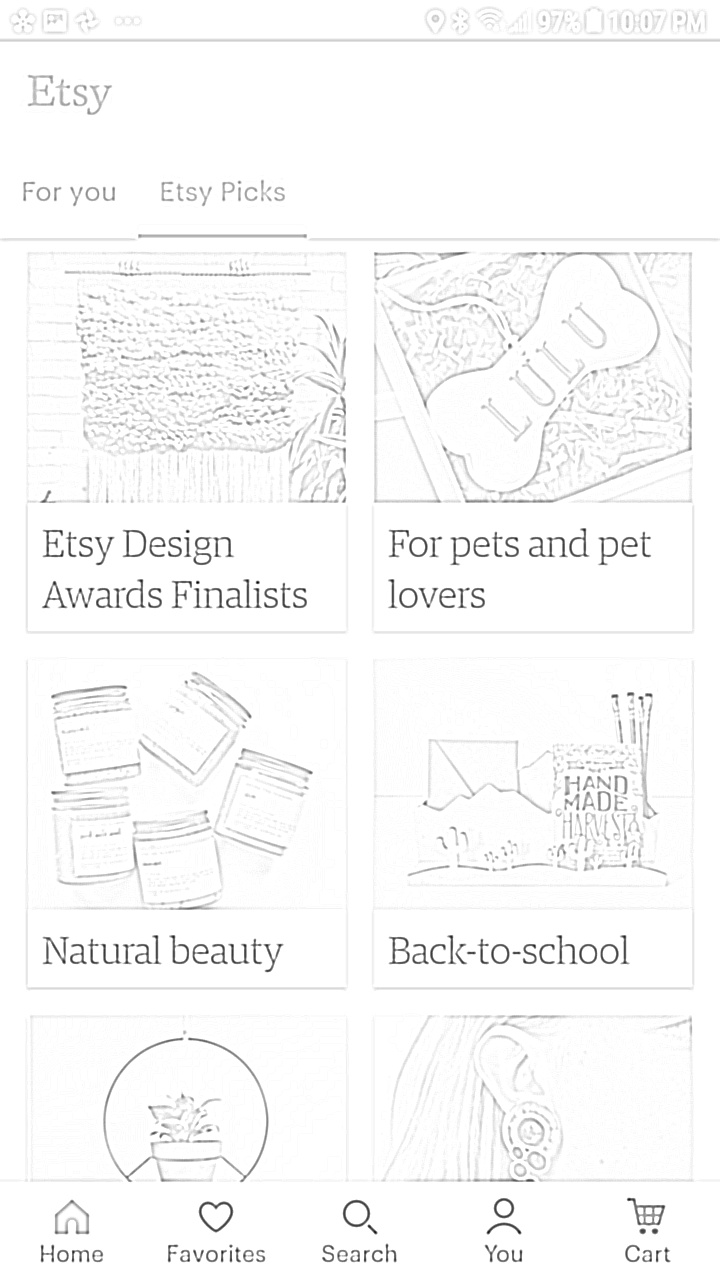 97% 10:07 PM
Etsy
For you
Etsy Picks
LULU
Etsy Design
Awards Finalists
For pets and pet
lovers
HAND
MADE
HARVEST
Natural beauty
Back-to-school
Home
Favorites
Search
You
Cart